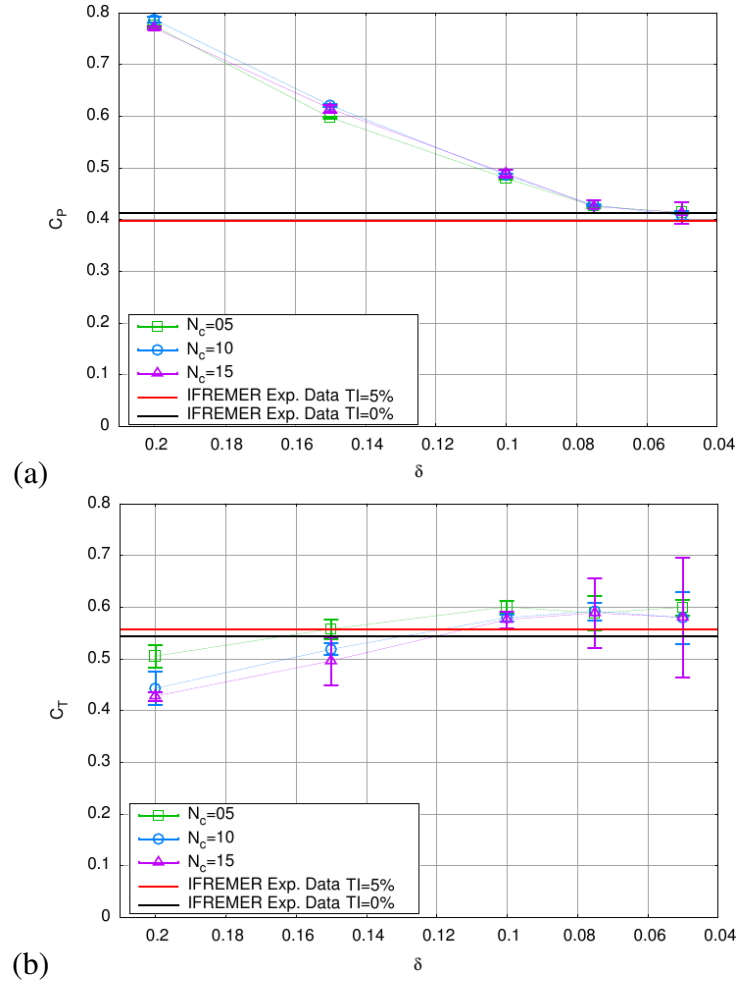 0.8
0.7
0.6
0.5
0.4
0.3
0.2
0.1
0
C_P
N_c=05
N_c=10
N_c=15
IFREMER Exp. Data TI=5%
IFREMER Exp. Data TI=0%
0.2 0.18 0.16 0.14 0.12 0.1 0.08 0.06 0.04
δ
(a)
0.8
0.7
0.6
0.5
0.4
0.3
0.2
0.1
0
C_T
N_c=05
N_c=10
N_c=15
IFREMER Exp. Data TI=5%
IFREMER Exp. Data TI=0%
0.2 0.18 0.16 0.14 0.12 0.1 0.08 0.06 0.04
δ
(b)